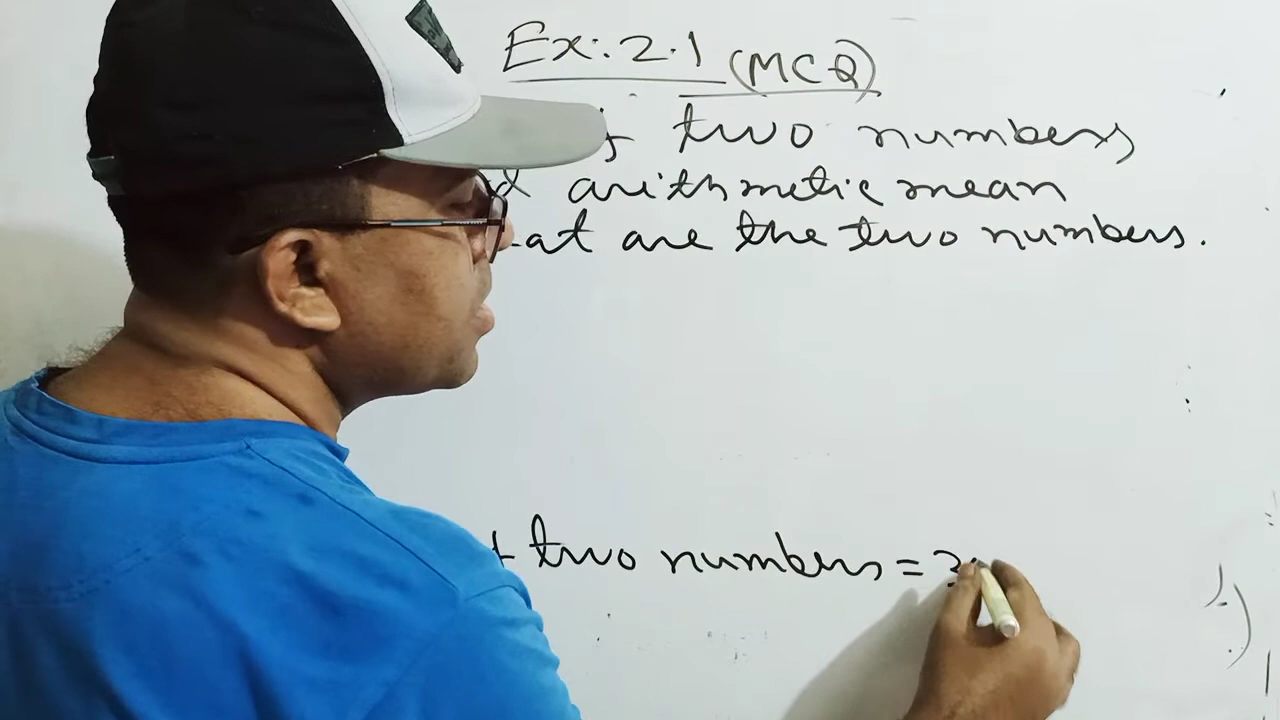 Ex:. 2.1 (MCQ)
two numbers
arithmetic mean
are the two numbers.
two numbers =